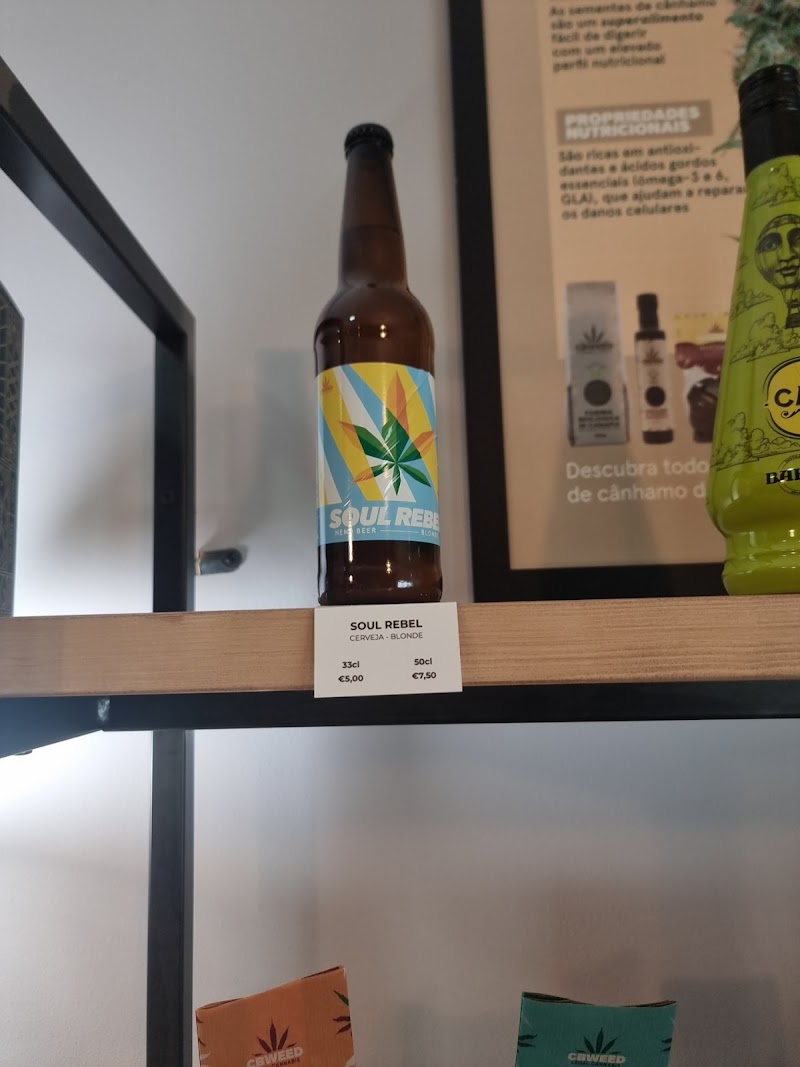 As sementes de cânhamo
são um superalimento
fácil de digerir
com um elevado
perfil nutricional
PROPRIEDADES
NUTRICIONAIS
São ricas em antioxi-
dantes e ácidos gordos
essenciais (ómega-3 e 6,
GLA), que ajudam a reparar
os danos celulares
CBWEED
Descubra todo
de cânhamo d
SOUL REBE
HEMP BEER
BLOND
SOUL REBEL
CERVEJA - BLONDE
33cl
50cl
€5,00
€7,50
CBWEED
CBWEED